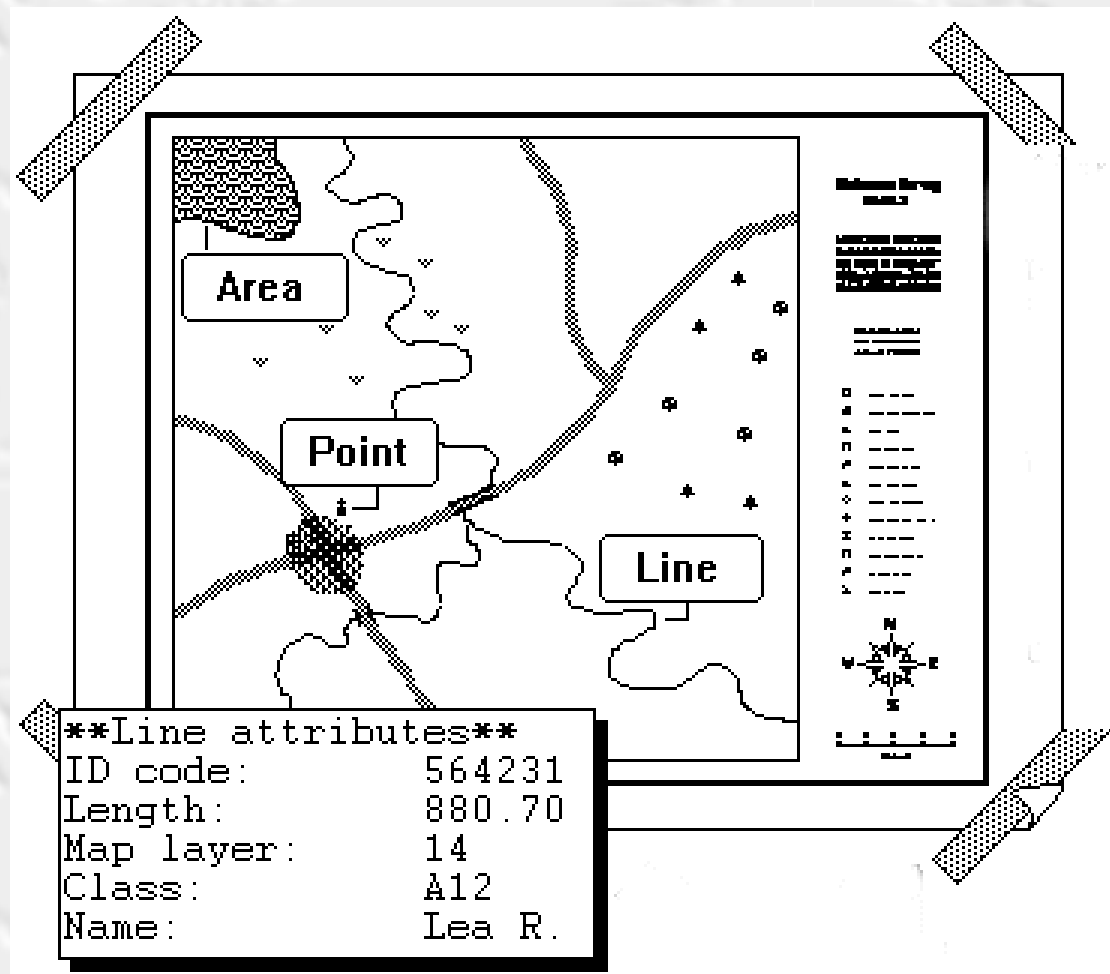 Area
Point
Line
N
W E
S
**Line attributes**
ID code: 564231
Length: 880.70
Map layer: 14
Class: A12
Name: Lea R.